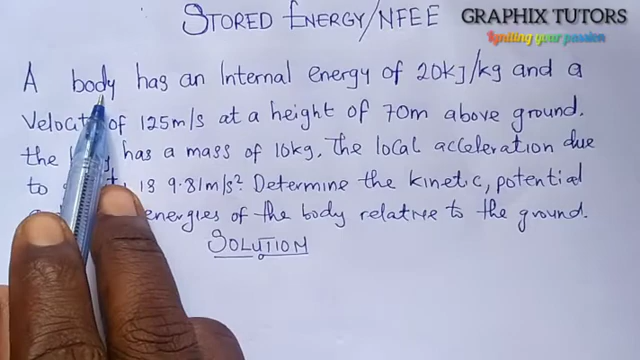 STORED ENERGY/NFEE
GRAPHIX TUTORS
Igniting your passion
A body has an Internal energy of 20kJ/kg and a
Velocit of 125m/s at a height of 70m above ground.
the has a mass of 10kg. The local acceleration due
to is 9.81m/s². Determine the kinetic, potential
energies of the body relative to the ground.
SOLUTION